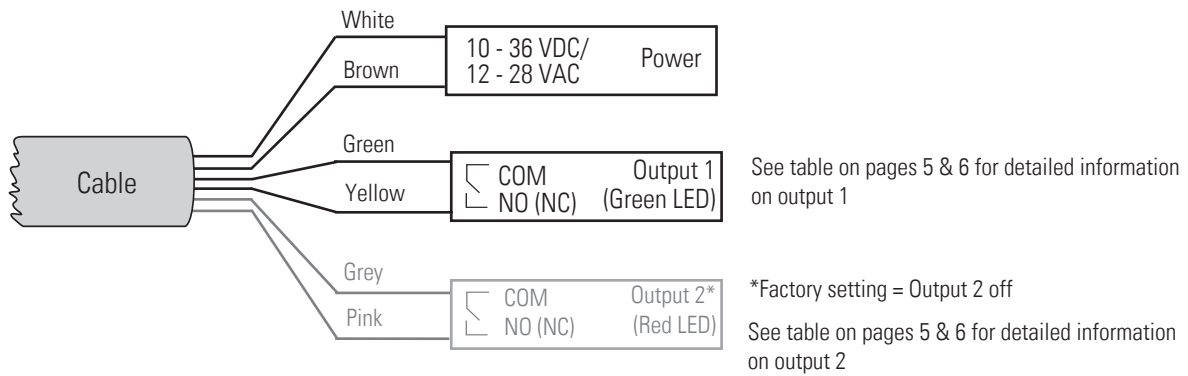 White
10 - 36 VDC/
12 - 28 VAC
Power
Brown
Cable
Green
COM
Output 1
Yellow
NO (NC)
(Green LED)
See table on pages 5 & 6 for detailed information
on output 1
Grey
COM
Output 2*
Pink
NO (NC)
(Red LED)
*Factory setting = Output 2 off
See table on pages 5 & 6 for detailed information
on output 2